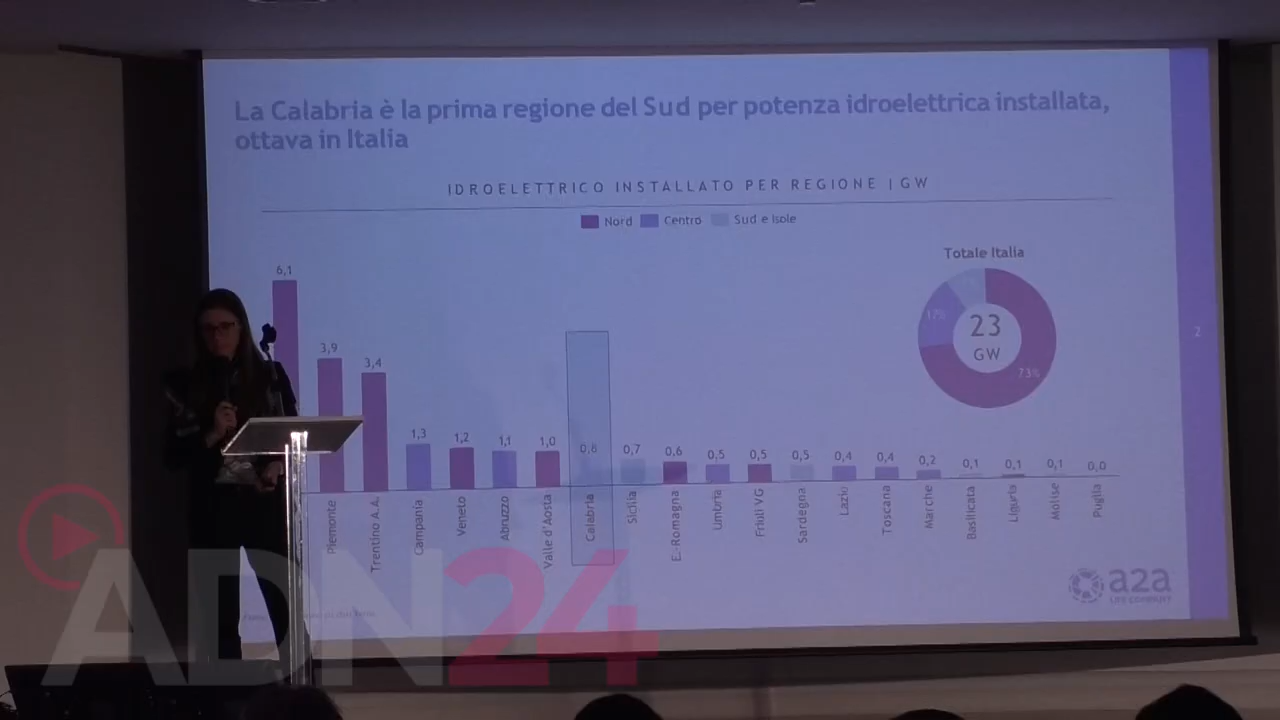 La Calabria è la prima regione del Sud per potenza idroelettrica installata,
ottava in Italia
IDROELETTRICO INSTALLATO PER REGIONE | GW
Nord Centro Sud e Isole
Totale Italia
6,1
17%
23
GW
73%
2
3,9
3,4
1,3
1,2
1,1
1,0
0,8
0,7
0,6
0,5
0,5
0,5
0,4
0,4
0,2
0,1
0,1
0,1
0,0
Piemonte
Trentino A.A.
Campania
Veneto
Abruzzo
Valle d'Aosta
Calabria
Sicilia
E.-Romagna
Umbria
Friuli VG
Sardegna
Lazio
Toscana
Marche
Basilicata
Liguria
Molise
Puglia
a2a
LIFE COMPANY
ADN24